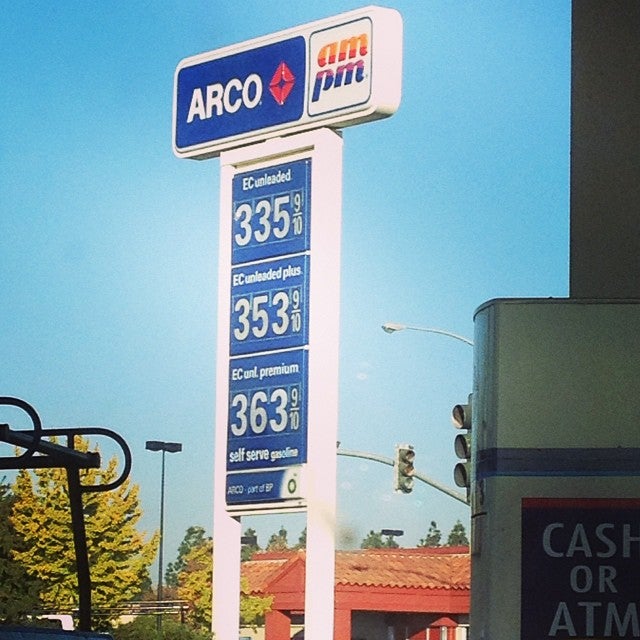 ARCO
am
pm
EC unleaded
335 9/10
EC unleaded plus
353 9/10
EC unl. premium
363 9/10
self serve gasoline
ARCO - part of BP
CASH
OR
ATM